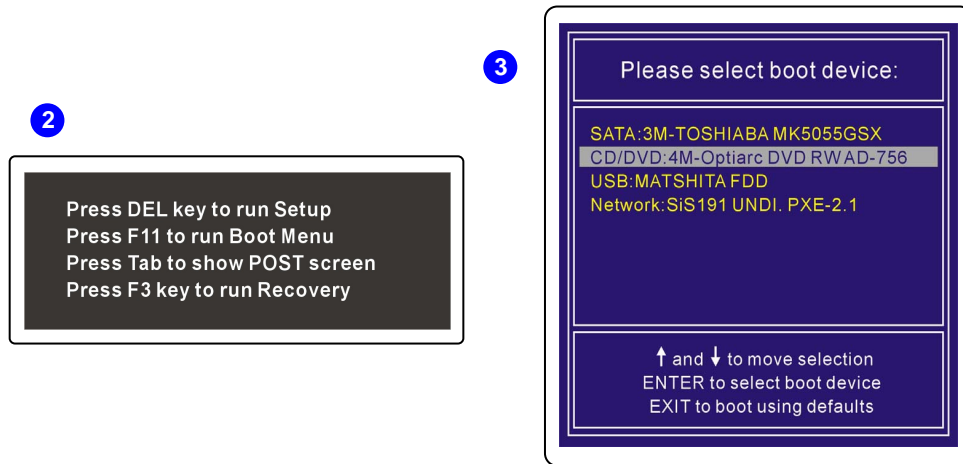 2
Press DEL key to run Setup
Press F11 to run Boot Menu
Press Tab to show POST screen
Press F3 key to run Recovery
3
Please select boot device:
SATA:3M-TOSHIABA MK5055GSX
CD/DVD:4M-Optiarc DVD RW AD-756
USB:MATSHITA FDD
Network:SiS191 UNDI. PXE-2.1
↑ and ↓ to move selection
ENTER to select boot device
EXIT to boot using defaults